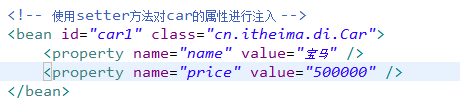 <!-- 使用setter方法对car的属性进行注入 -->
<bean id="car1" class="cn.itheima.di.Car">
<property name="name" value="宝马" />
<property name="price" value="500000" />
</bean>